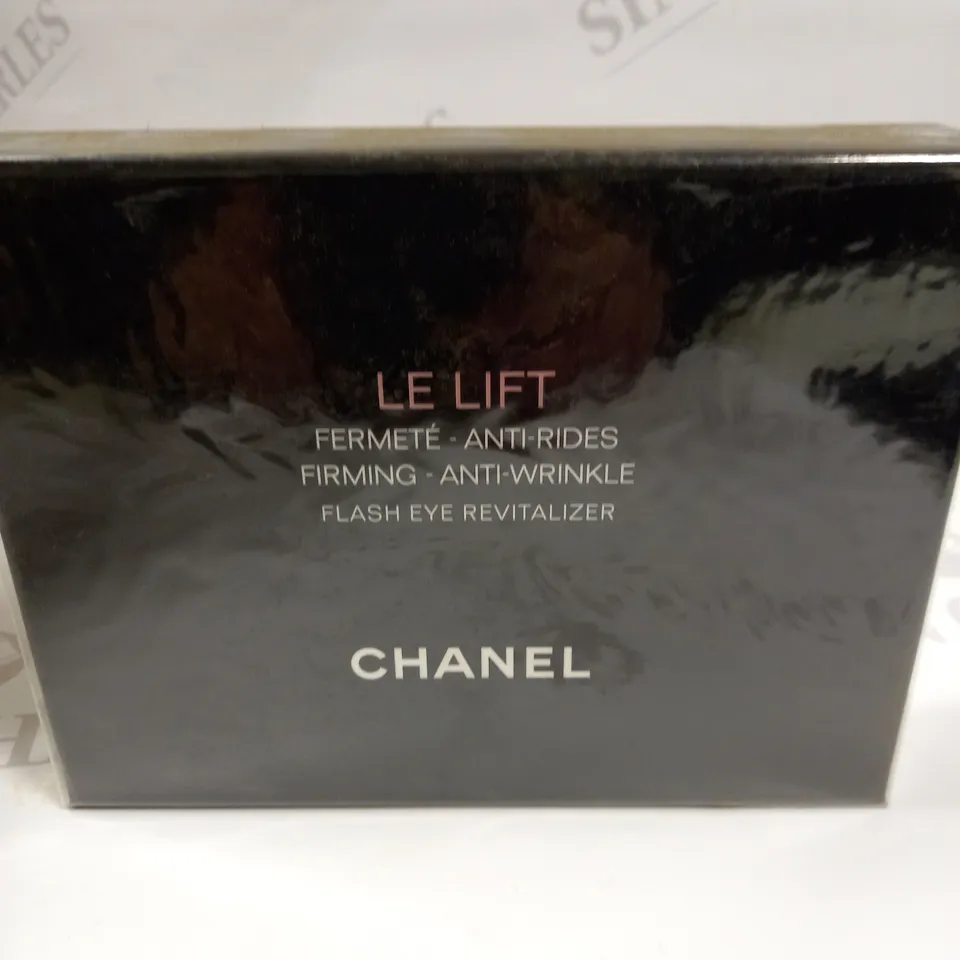 LE LIFT
FERMETÉ - ANTI-RIDES
FIRMING - ANTI-WRINKLE
FLASH EYE REVITALIZER
CHANEL